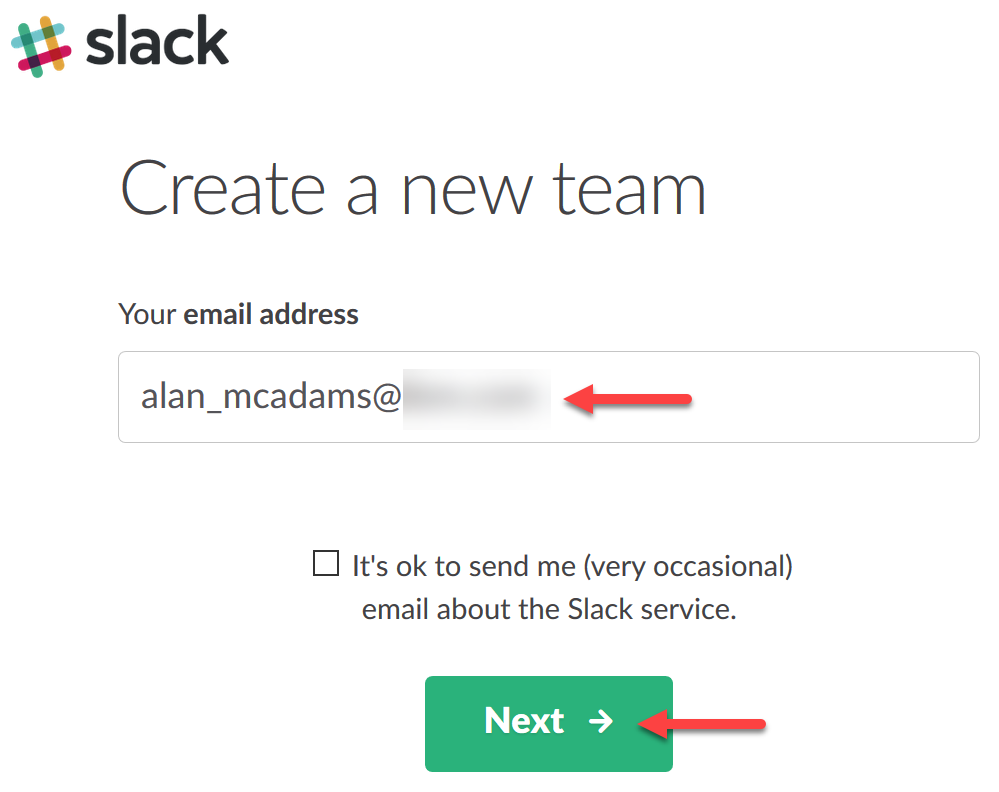 slack
Create a new team
Your email address
alan_mcadams@
It's ok to send me (very occasional)
email about the Slack service.
Next →